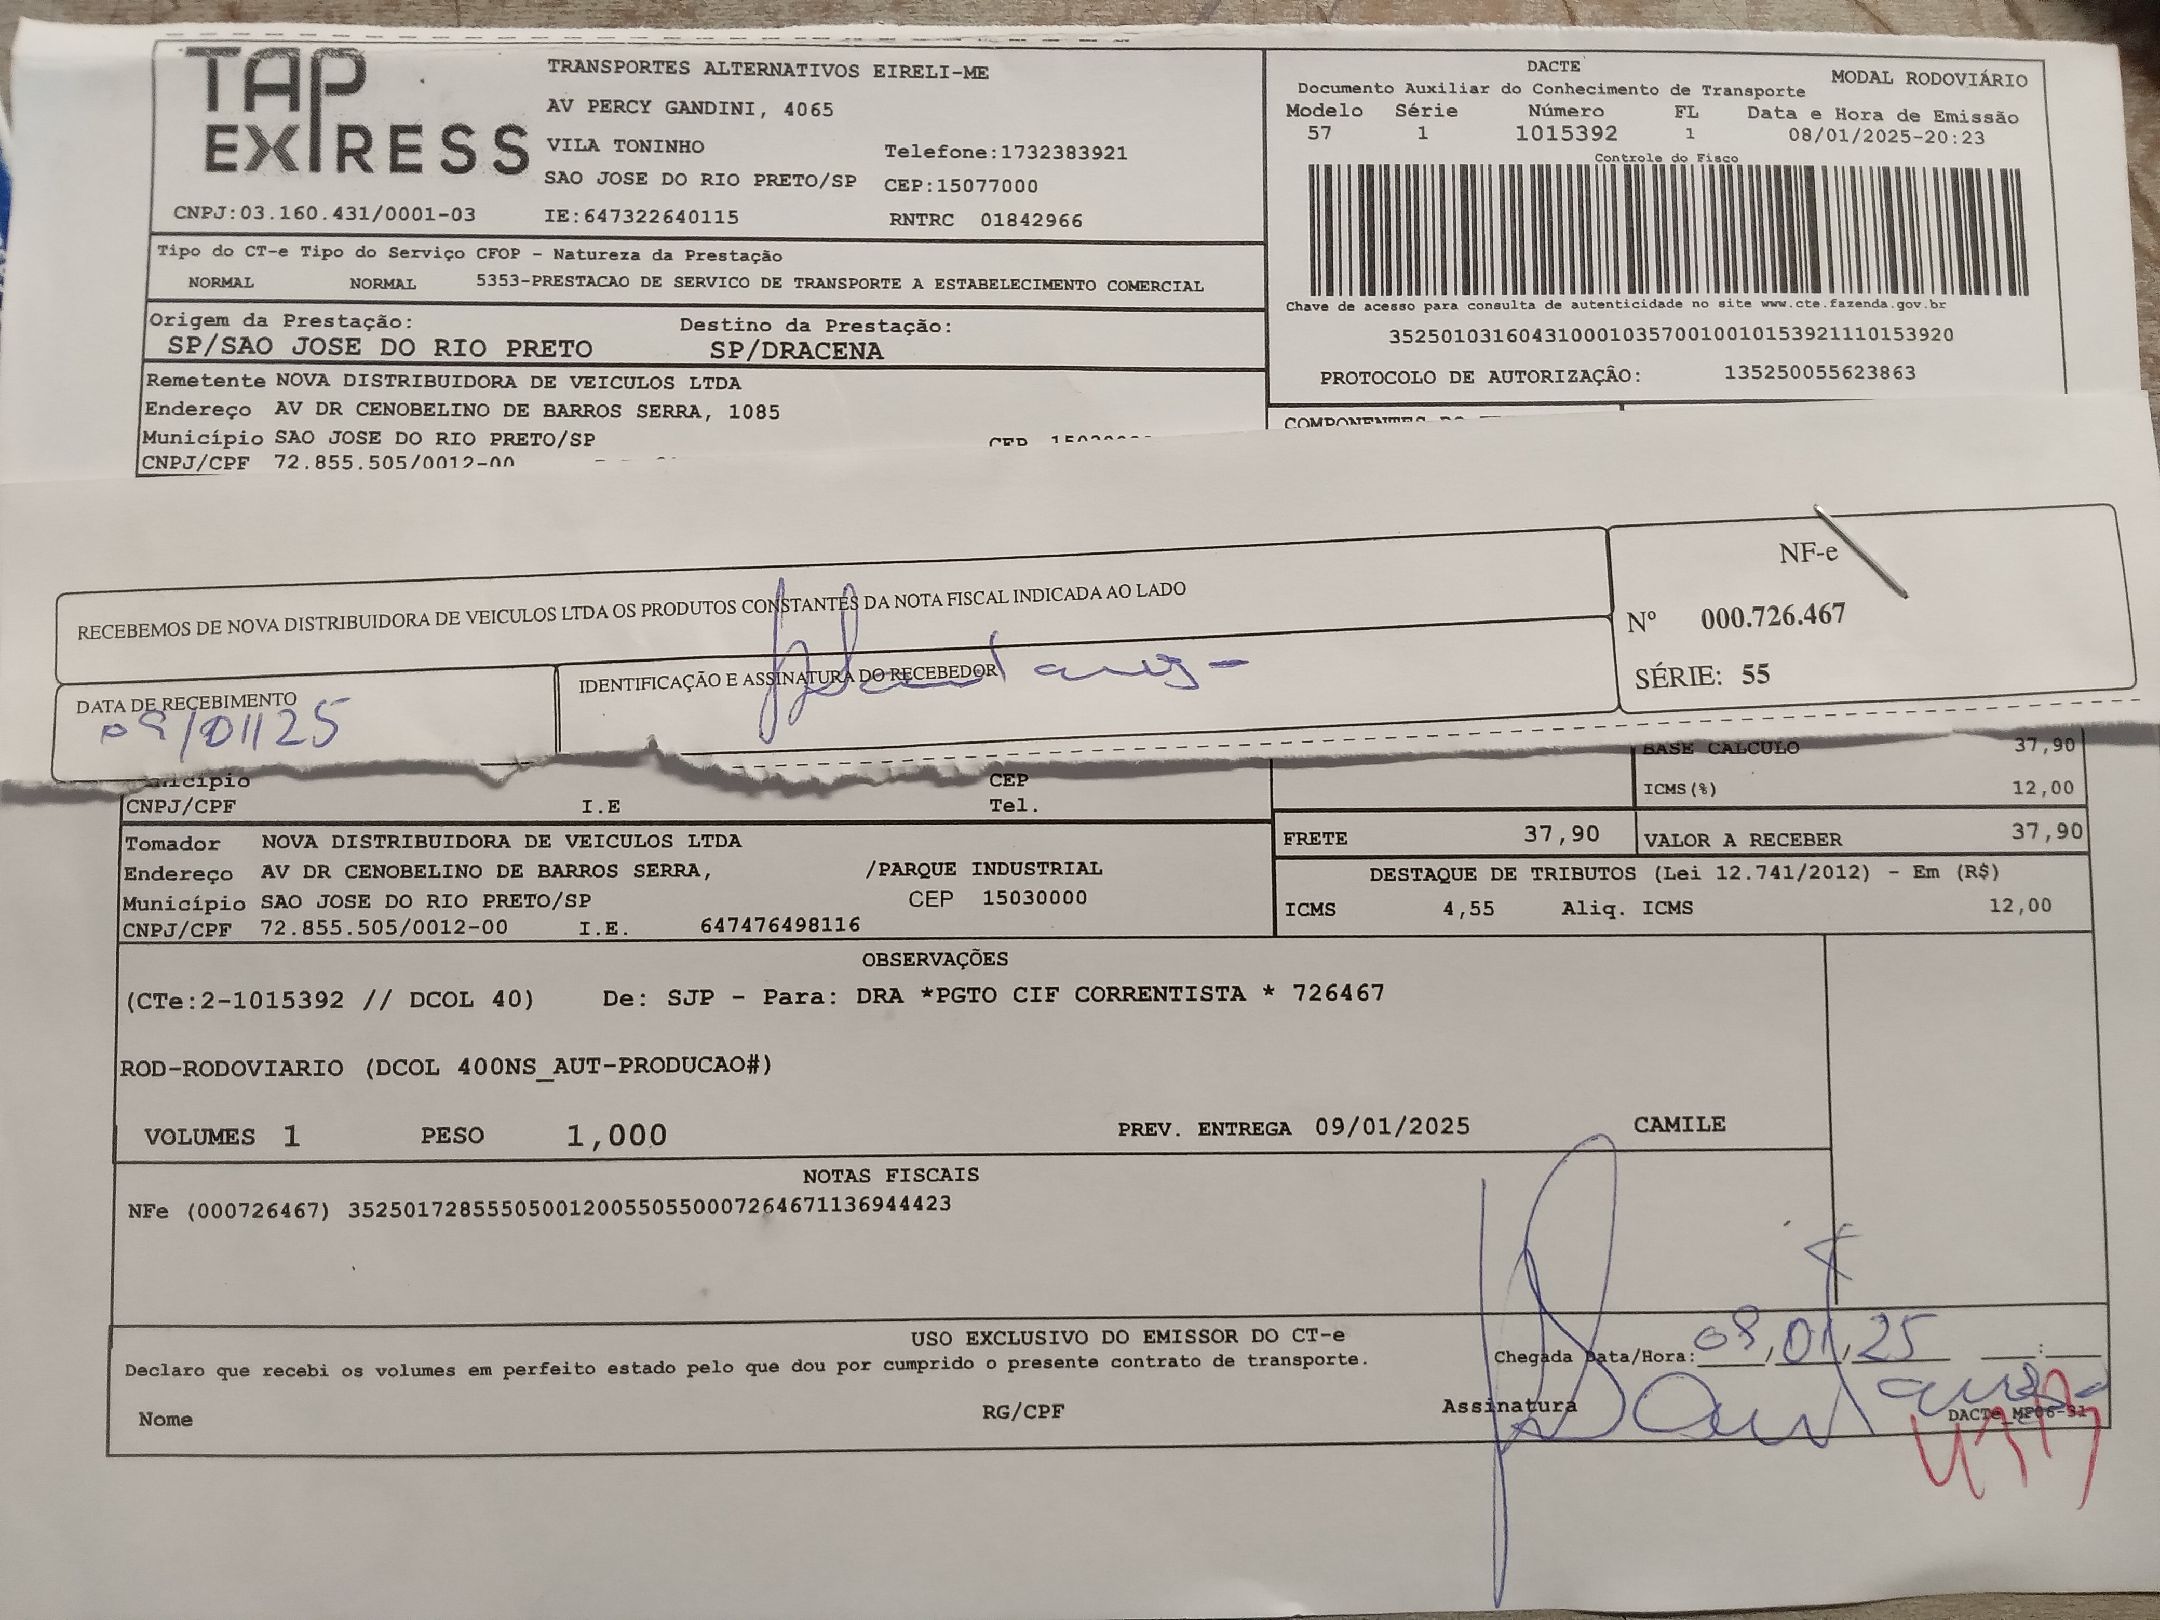 TAP
EXPRESS
TRANSPORTES ALTERNATIVOS EIRELI-ME
AV PERCY GANDINI, 4065
VILA TONINHO Telefone:1732383921
SAO JOSE DO RIO PRETO/SP CEP:15077000
CNPJ:03.160.431/0001-03 IE:647322640115 RNTRC 01842966
DACTE MODAL RODOVIÁRIO
Documento Auxiliar do Conhecimento de Transporte
Modelo Série Número FL Data e Hora de Emissão
57 1 1015392 1 08/01/2025-20:23
Controle do Fisco
Chave de acesso para consulta de autenticidade no site www.cte.fazenda.gov.br
35250103160431000103570010010153921110153920
PROTOCOLO DE AUTORIZAÇÃO: 135250055623863
Tipo do CT-e Tipo do Serviço CFOP - Natureza da Prestação
NORMAL NORMAL 5353-PRESTACAO DE SERVICO DE TRANSPORTE A ESTABELECIMENTO COMERCIAL
Origem da Prestação: Destino da Prestação:
SP/SAO JOSE DO RIO PRETO SP/DRACENA
Remetente NOVA DISTRIBUIDORA DE VEICULOS LTDA
Endereço AV DR CENOBELINO DE BARROS SERRA, 1085
Município SAO JOSE DO RIO PRETO/SP CEP
CNPJ/CPF 72.855.505/0012-00
COMPONENTES
RECEBEMOS DE NOVA DISTRIBUIDORA DE VEICULOS LTDA OS PRODUTOS CONSTANTES DA NOTA FISCAL INDICADA AO LADO
DATA DE RECEBIMENTO
09/01/25
IDENTIFICAÇÃO E ASSINATURA DO RECEBEDOR
NF-e
Nº 000.726.467
SÉRIE: 55
Município CEP
CNPJ/CPF I.E Tel.
BASE CALCULO 37,90
ICMS(%) 12,00
FRETE 37,90 VALOR A RECEBER 37,90
Tomador NOVA DISTRIBUIDORA DE VEICULOS LTDA
Endereço AV DR CENOBELINO DE BARROS SERRA, /PARQUE INDUSTRIAL
Município SAO JOSE DO RIO PRETO/SP CEP 15030000
CNPJ/CPF 72.855.505/0012-00 I.E. 647476498116
DESTAQUE DE TRIBUTOS (Lei 12.741/2012) - Em (R$)
ICMS 4,55 Aliq. ICMS 12,00
OBSERVAÇÕES
(CTe:2-1015392 // DCOL 40) De: SJP - Para: DRA *PGTO CIF CORRENTISTA * 726467
ROD-RODOVIARIO (DCOL 400NS_AUT-PRODUCAO#)
VOLUMES 1 PESO 1,000 PREV. ENTREGA 09/01/2025 CAMILE
NOTAS FISCAIS
NFe (000726467) 35250172855505001200550550007264671136944423
USO EXCLUSIVO DO EMISSOR DO CT-e
Declaro que recebi os volumes em perfeito estado pelo que dou por cumprido o presente contrato de transporte.
Chegada Data/Hora: 09,01,25 :
Nome RG/CPF Assinatura
DACTe_MP06-S1